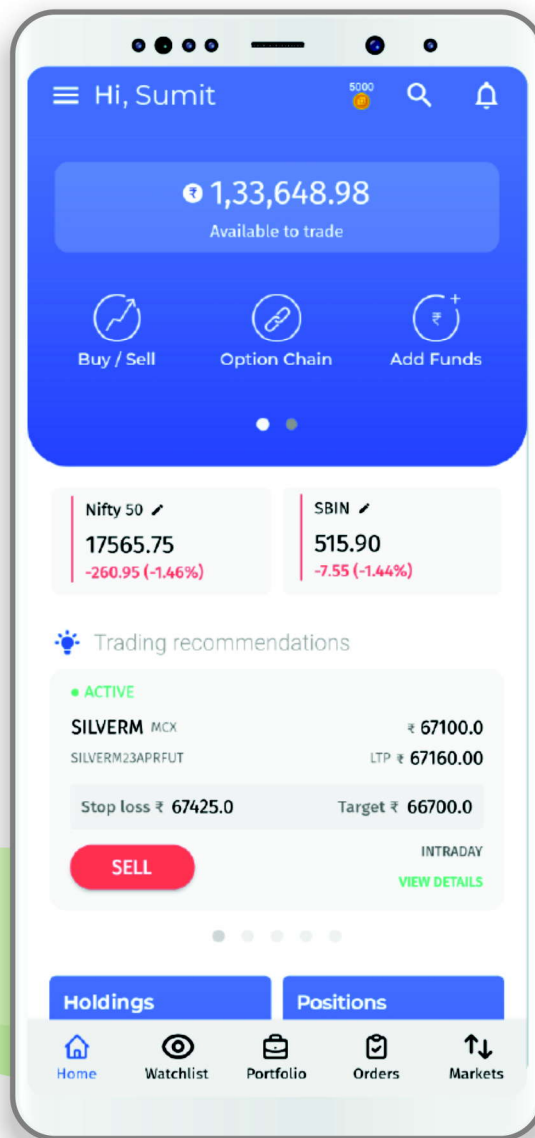 Hi, Sumit
5000
₹ 1,33,648.98
Available to trade
Buy / Sell
Option Chain
₹ +
Add Funds
Nifty 50
SBIN
17565.75
515.90
-260.95 (-1.46%)
-7.55 (-1.44%)
Trading recommendations
ACTIVE
SILVERM MCX
₹ 67100.0
SILVERM23APRFUT
LTP ₹ 67160.00
Stop loss ₹ 67425.0
Target ₹ 66700.0
SELL
INTRADAY
VIEW DETAILS
Holdings
Positions
Home
Watchlist
Portfolio
Orders
Markets